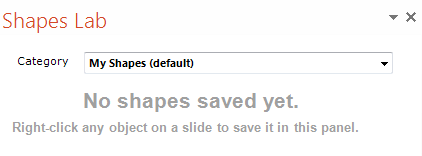 Shapes Lab
Category My Shapes (default)
No shapes saved yet.
Right-click any object on a slide to save it in this panel.